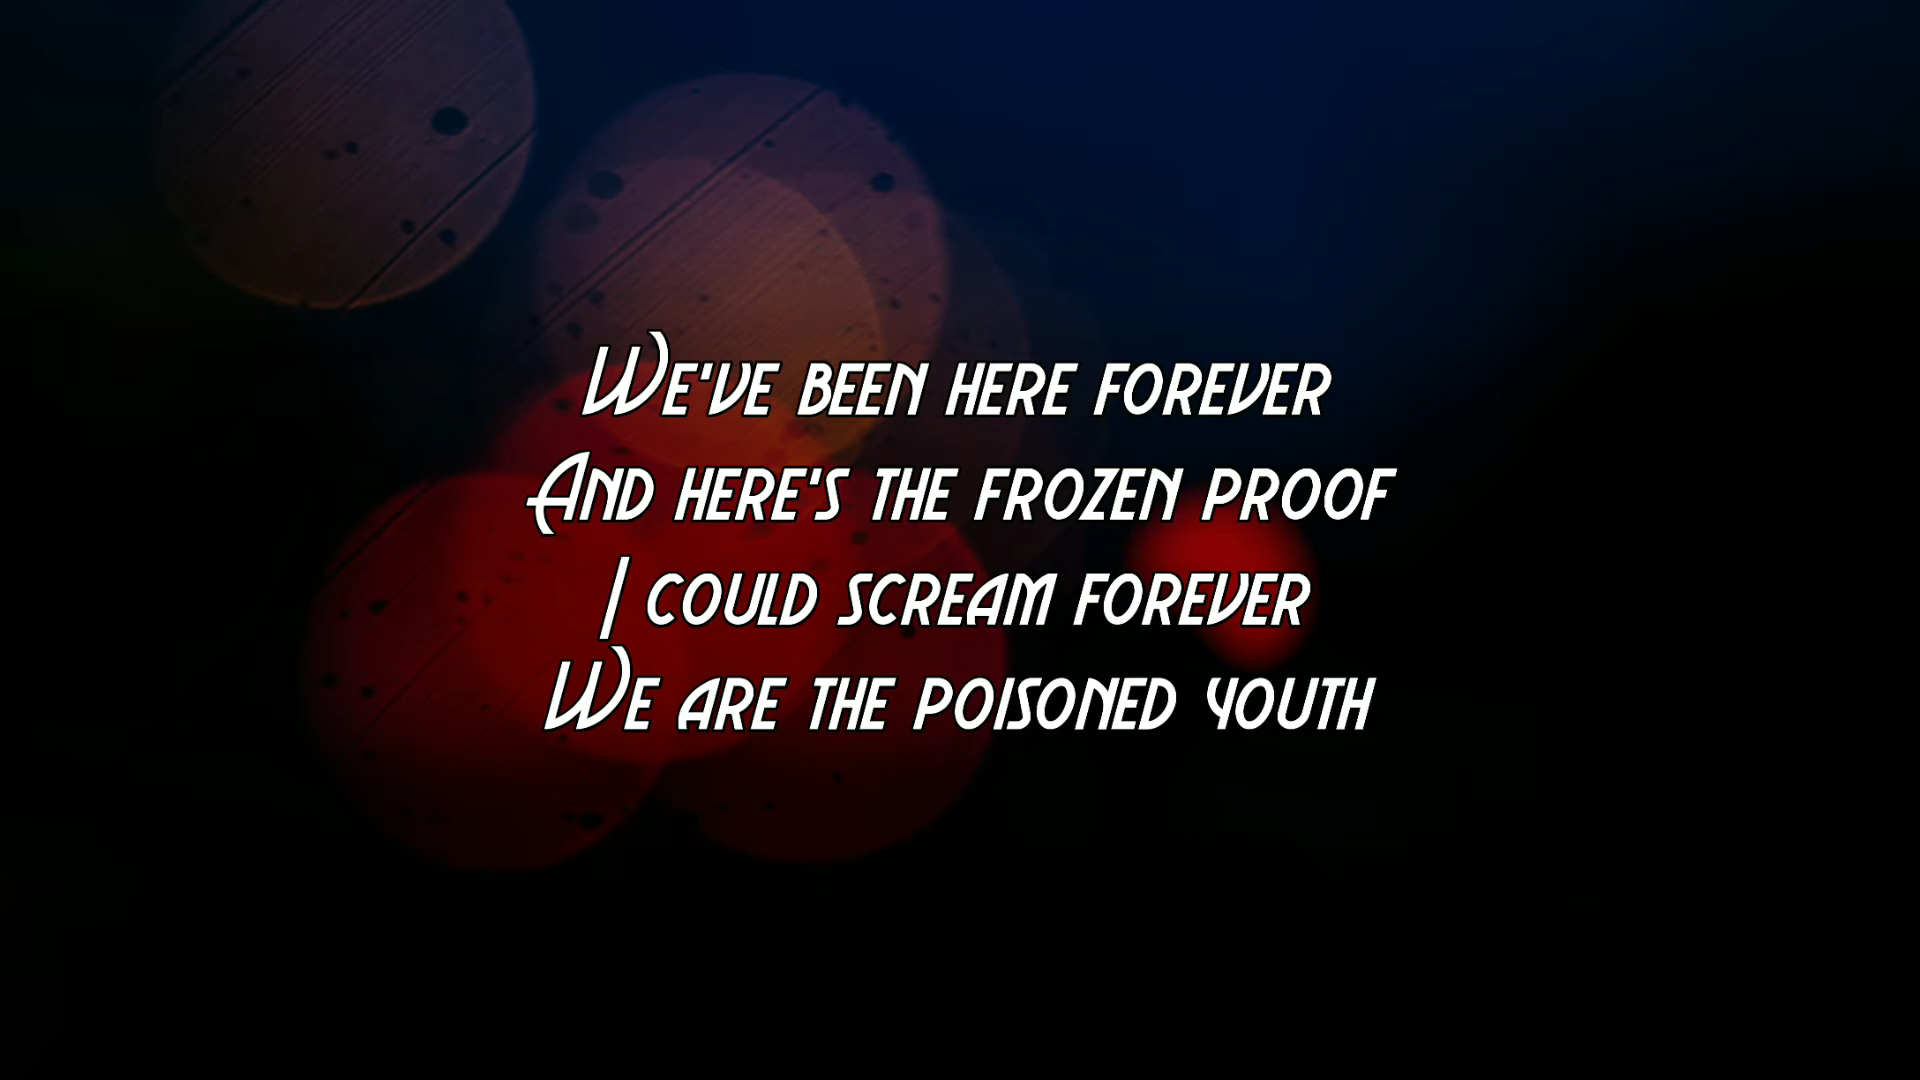 We've been here forever
And here's the frozen proof
I could scream forever
We are the poisoned youth